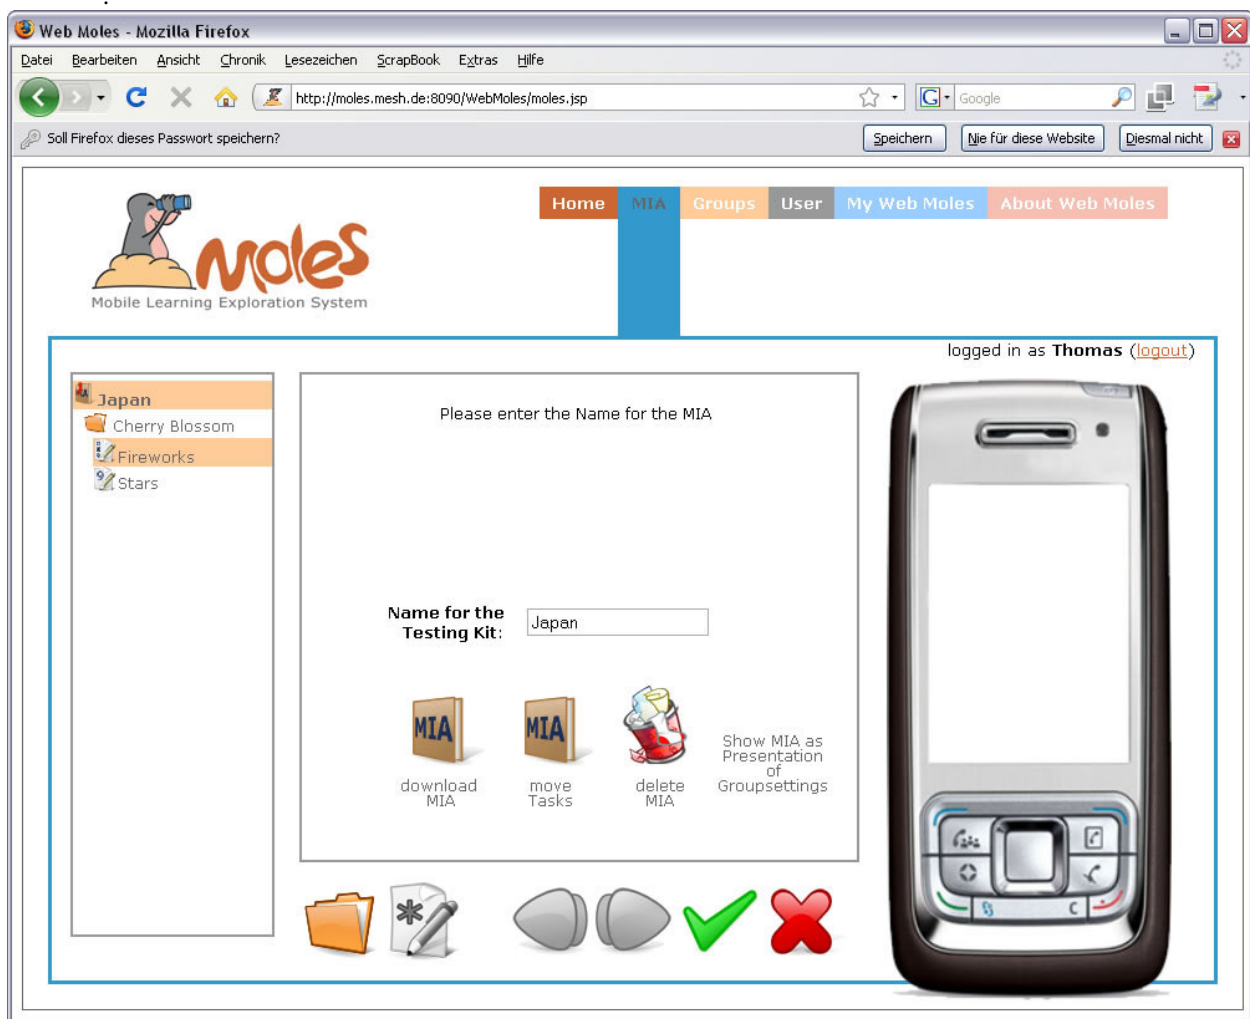 Web Moles - Mozilla Firefox
Datei Bearbeiten Ansicht Chronik Lesezeichen ScrapBook Extras Hilfe
http://moles.mesh.de:8090/WebMoles/moles.jsp
G Google
Soll Firefox dieses Passwort speichern? Speichern Nie für diese Website Diesmal nicht
Home MIA Groups User My Web Moles About Web Moles
moles
Mobile Learning Exploration System
logged in as Thomas (logout)
Japan
Cherry Blossom
Fireworks
Stars
Please enter the Name for the MIA
Name for the
Testing Kit:
Japan
MIA
download
MIA
MIA
move
Tasks
delete
MIA
Show MIA as
Presentation
of
Groupsettings
C